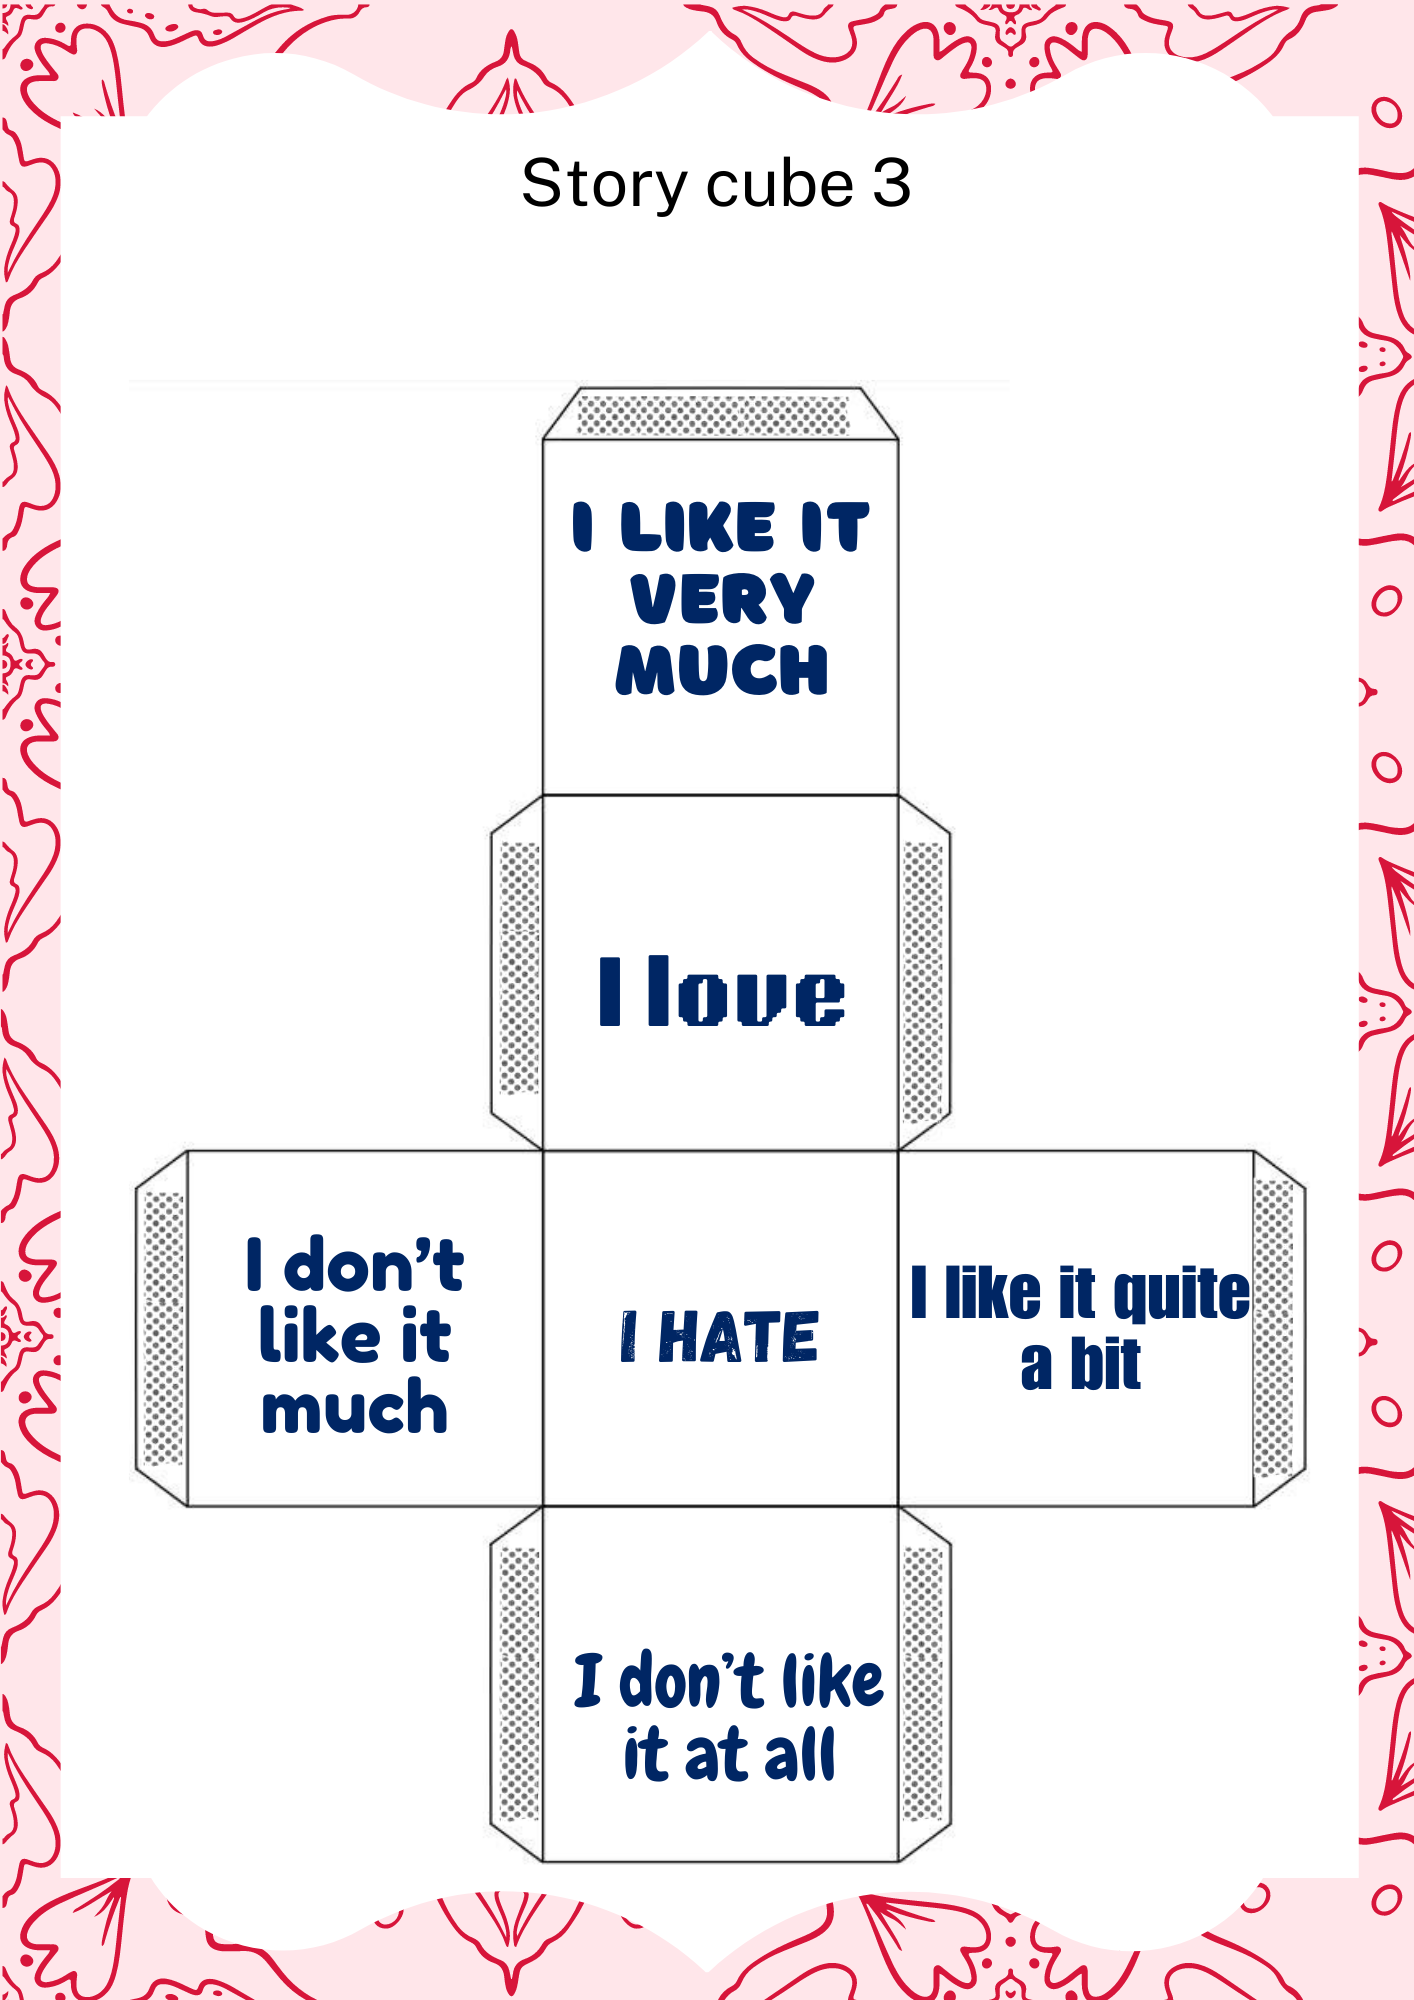 Story cube 3
I LIKE IT
VERY
MUCH
I love
I don't
like it
much
I HATE
I like it quite
a bit
I don't like
it at all